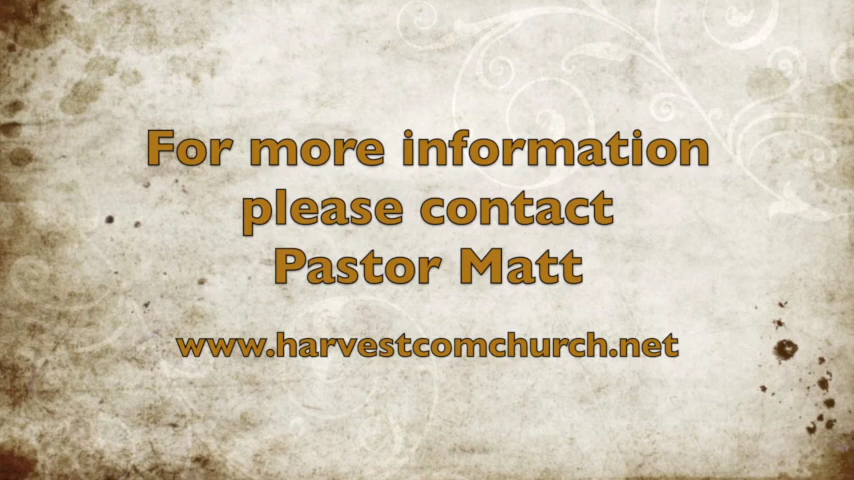 For more information
please contact
Pastor Matt
www.harvestcomchurch.net